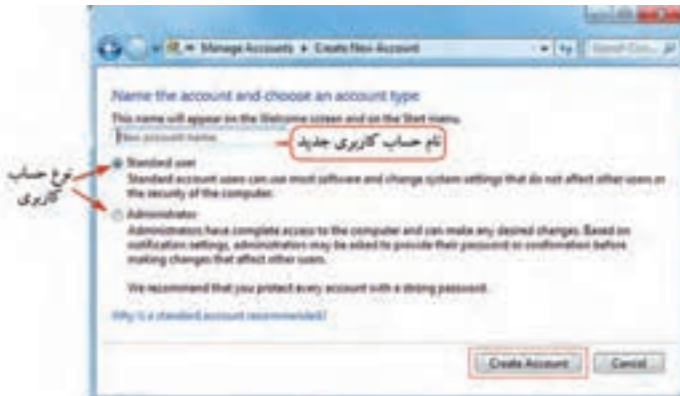 Manage Accounts ▸ Create New Account
Search Con...
Name the account and choose an account type
This name will appear on the Welcome screen and on the Start menu.
New account name
نام حساب کاربری جدید
نوع حساب
کاربری
Standard user
Standard account users can use most software and change system settings that do not affect other users or
the security of the computer.
Administrator
Administrators have complete access to the computer and can make any desired changes. Based on
notification settings, administrators may be asked to provide their password or confirmation before
making changes that affect other users.
We recommend that you protect every account with a strong password.
Why is a standard account recommended?
Create Account
Cancel